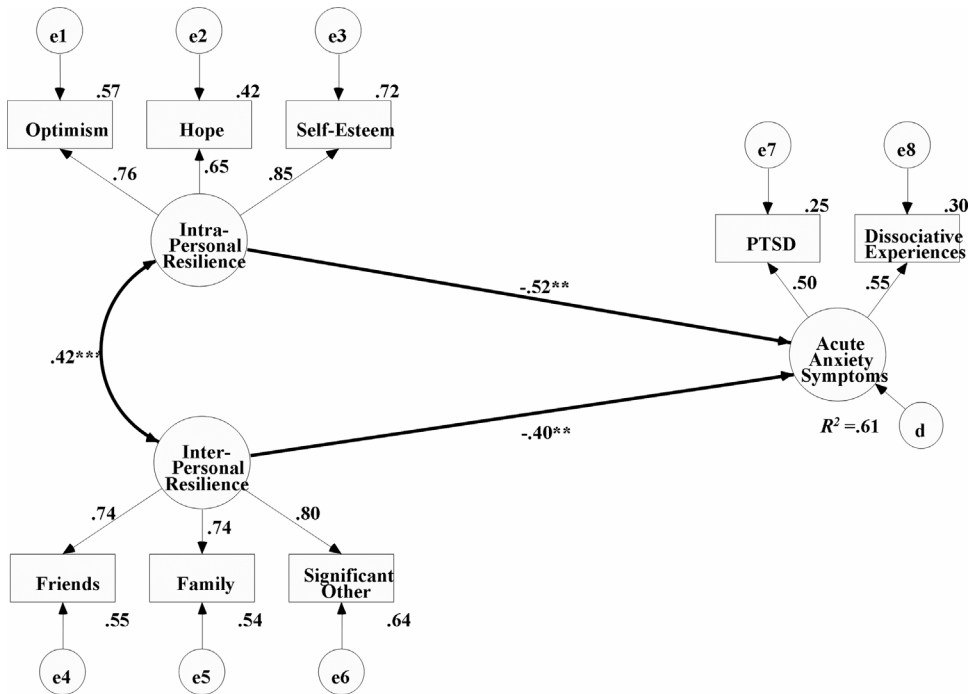 e1
e2
e3
.57
.42
.72
Optimism
Hope
Self-Esteem
.76
.65
.85
e7
e8
.25
.30
PTSD
Dissociative
Experiences
.50
.55
Intra-
Personal
Resilience
-.52**
.42***
Acute
Anxiety
Symptoms
R² =.61
d
-.40**
Inter-
Personal
Resilience
.74
.74
.80
Friends
Family
Significant
Other
.55
.54
.64
e4
e5
e6